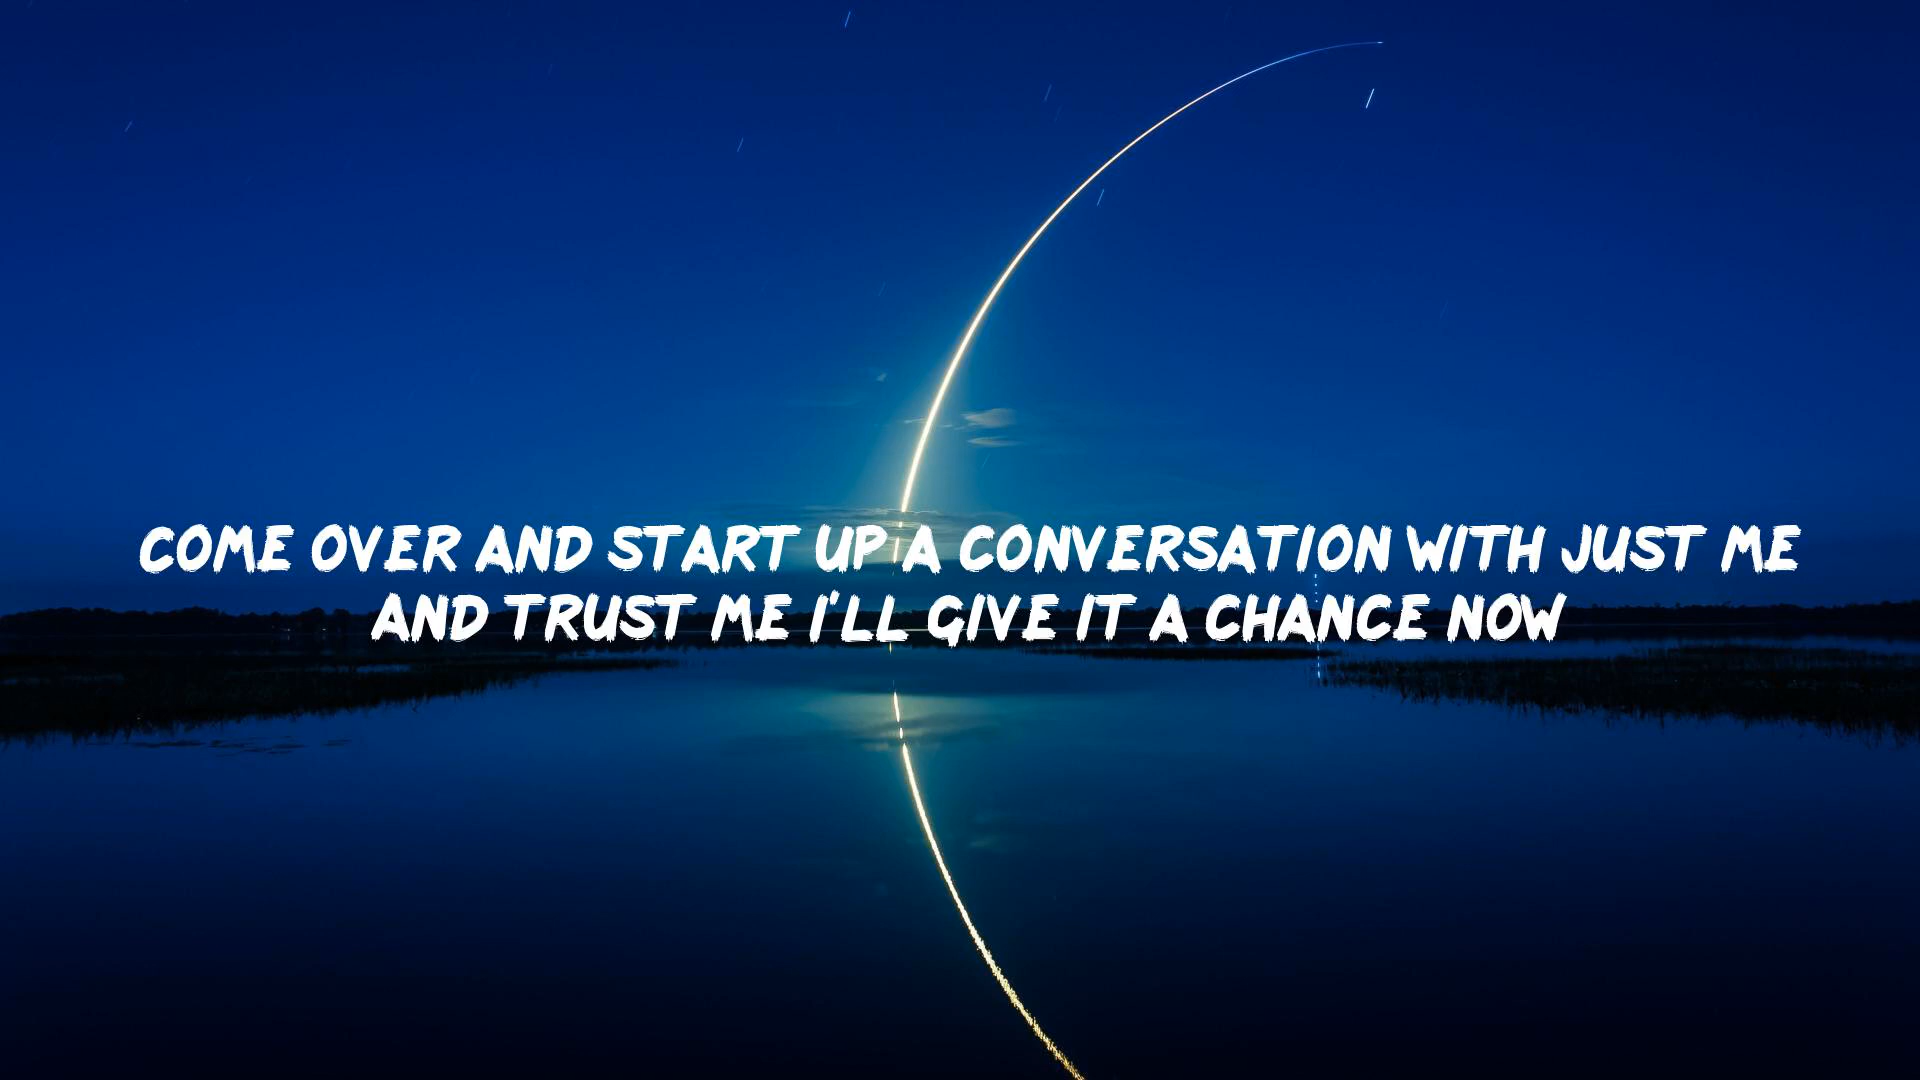 COME OVER AND START UP A CONVERSATION WITH JUST ME
AND TRUST ME I'LL GIVE IT A CHANCE NOW